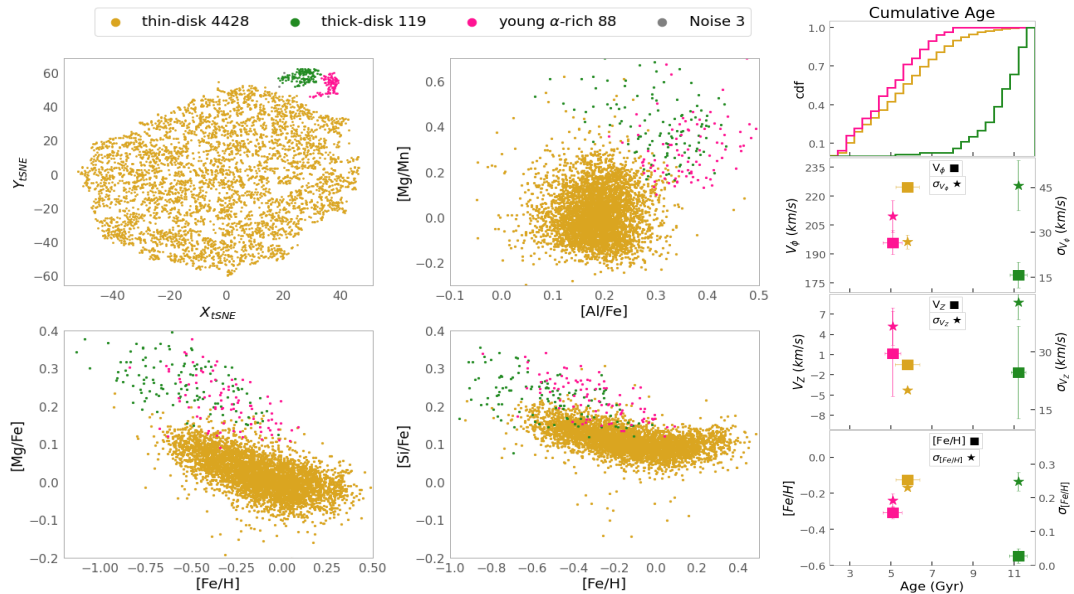 thin-disk 4428 thick-disk 119 young α-rich 88 Noise 3
Cumulative Age
60
40
20
0
−20
−40
−60
Y_tSNE
−40 −20 0 20 40
X_tSNE
0.6
0.4
0.2
0.0
−0.2
[Mg/Mn]
−0.1 0.0 0.1 0.2 0.3 0.4 0.5
[Al/Fe]
1.0
0.7
0.4
0.1
cdf
235
220
205
190
170
V_ϕ (km/s)
V_ϕ
σ_{V_ϕ}
45
30
15
σ_{V_ϕ} (km/s)
0.4
0.3
0.2
0.1
0.0
−0.1
−0.2
[Mg/Fe]
−1.00 −0.75 −0.50 −0.25 0.00 0.25 0.50
[Fe/H]
0.4
0.3
0.2
0.1
0.0
−0.1
−0.2
[Si/Fe]
−1.0 −0.8 −0.6 −0.4 −0.2 0.0 0.2 0.4
[Fe/H]
7
4
1
−2
−5
−8
V_Z (km/s)
V_Z
σ_{V_Z}
30
15
σ_{V_Z} (km/s)
0.0
−0.2
−0.4
−0.6
[Fe/H]
[Fe/H]
σ_{[Fe/H]}
0.3
0.2
0.1
0.0
σ_{[Fe/H]}
3 5 7 9 11
Age (Gyr)